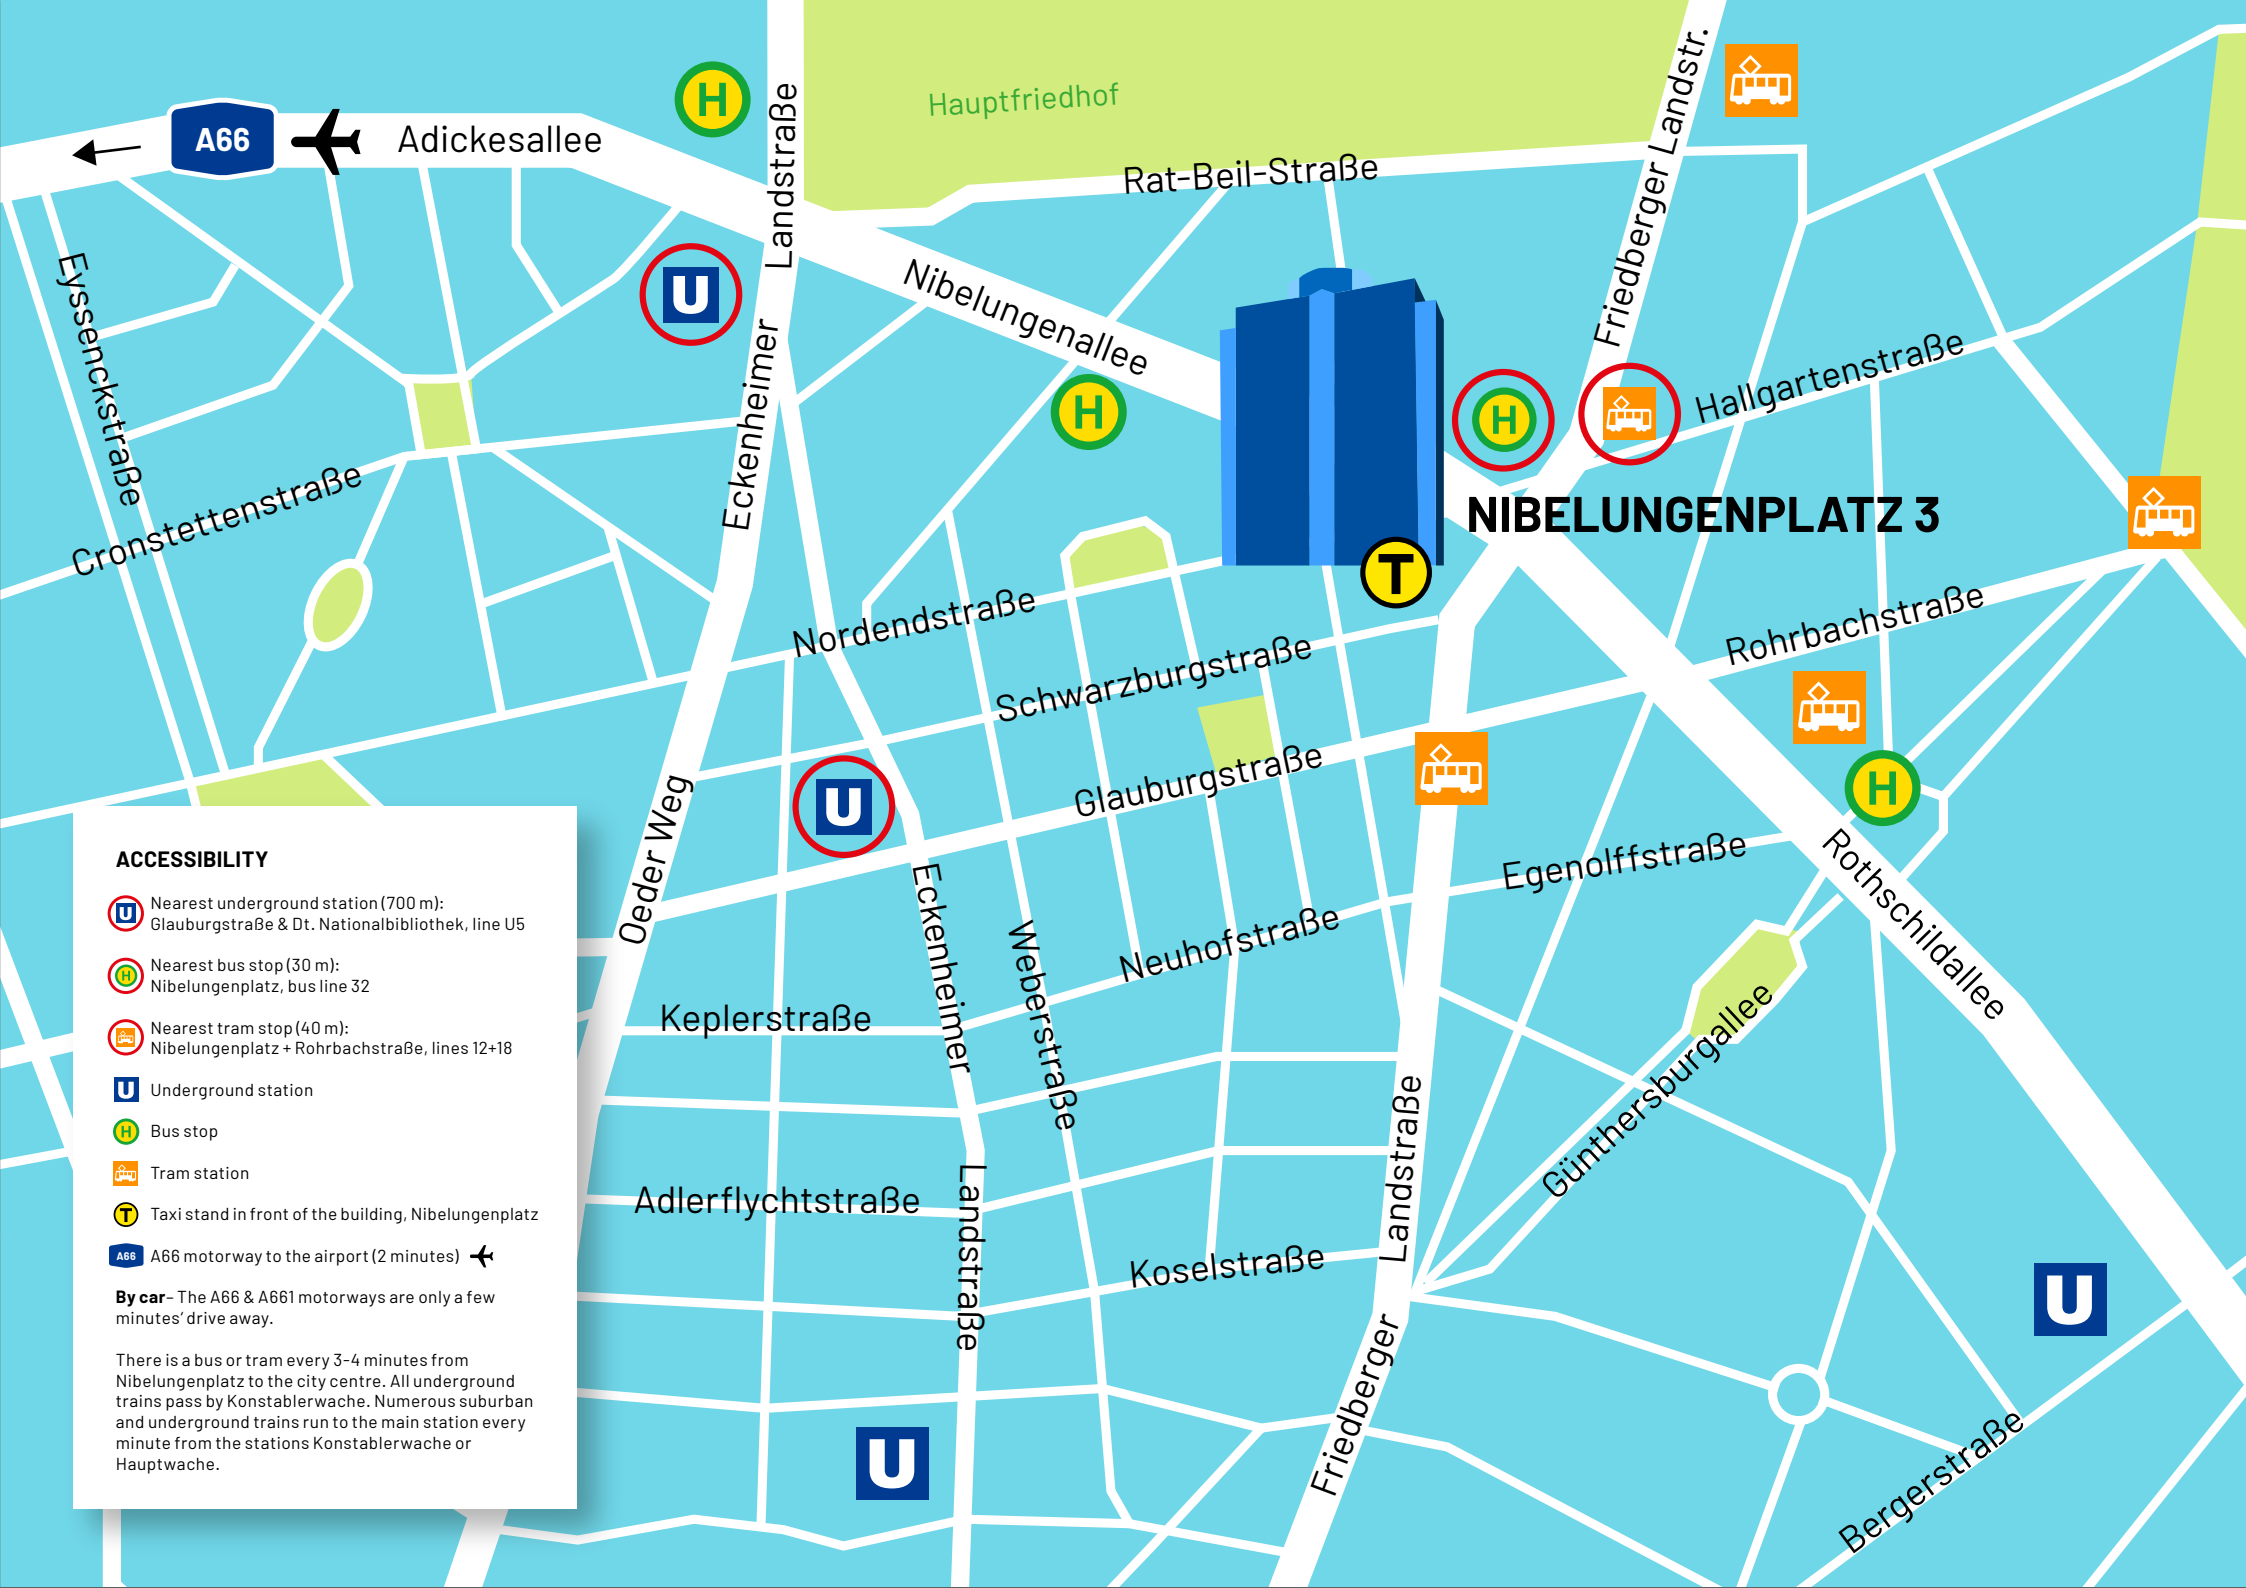 Hauptfriedhof
H
A66
Adickesallee
Landstraße
Rat-Beil-Straße
Friedberger Landstr.
U
Nibelungenallee
Eyssenckstraße
Eckenheimer
H
H
Hallgartenstraße
Cronstettenstraße
NIBELUNGENPLATZ 3
T
Nordendstraße
Rohrbachstraße
Schwarzburgstraße
Glauburgstraße
U
H
Oeder Weg
Egenolffstraße
Rothschildallee
Eckenheimer
Weberstraße
Neuhofstraße
Keplerstraße
Günthersburgallee
Landstraße
Adlerflychtstraße
Landstraße
Koselstraße
U
Friedberger
U
Bergerstraße
ACCESSIBILITY
U
Nearest underground station (700 m):
Glauburgstraße & Dt. Nationalbibliothek, line U5
H
Nearest bus stop (30 m):
Nibelungenplatz, bus line 32
Nearest tram stop (40 m):
Nibelungenplatz + Rohrbachstraße, lines 12+18
U Underground station
H Bus stop
Tram station
T Taxi stand in front of the building, Nibelungenplatz
A66 A66 motorway to the airport (2 minutes)
By car– The A66 & A661 motorways are only a few
minutes’ drive away.
There is a bus or tram every 3-4 minutes from
Nibelungenplatz to the city centre. All underground
trains pass by Konstablerwache. Numerous suburban
and underground trains run to the main station every
minute from the stations Konstablerwache or
Hauptwache.